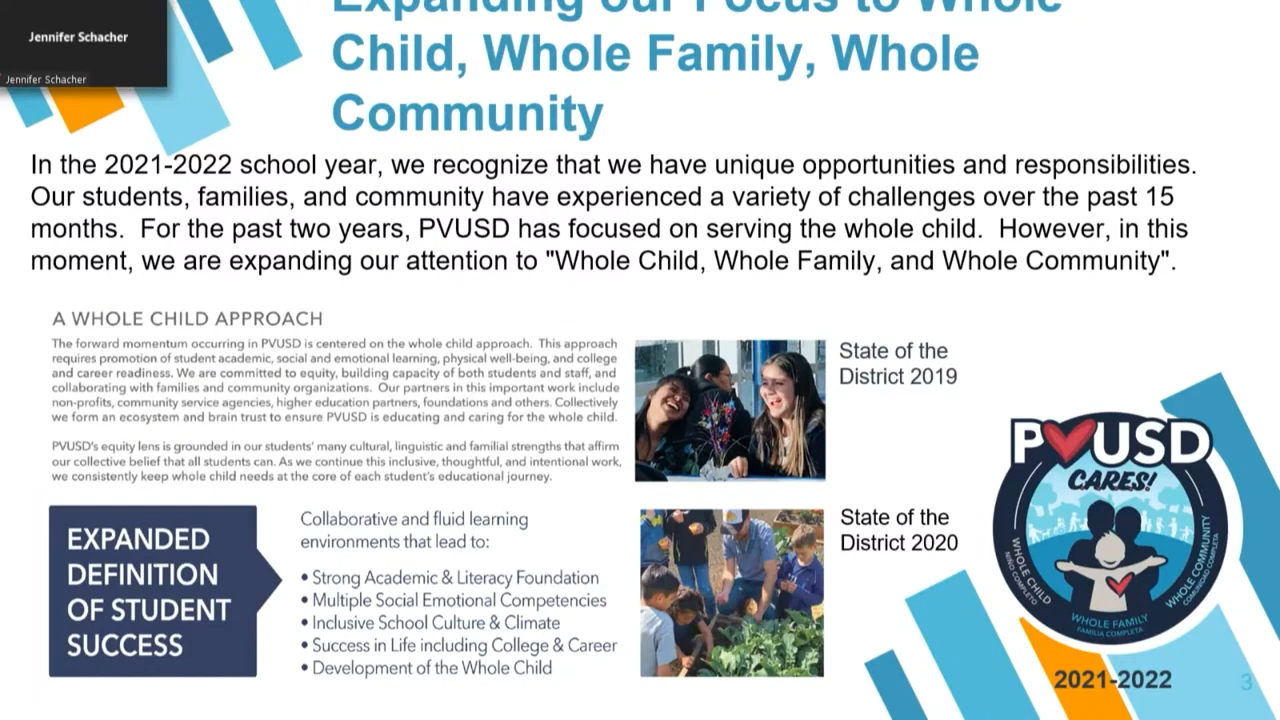 Jennifer Schacher
Jennifer Schacher
Expanding our Focus to Whole
Child, Whole Family, Whole
Community
In the 2021-2022 school year, we recognize that we have unique opportunities and responsibilities.
Our students, families, and community have experienced a variety of challenges over the past 15
months. For the past two years, PVUSD has focused on serving the whole child. However, in this
moment, we are expanding our attention to "Whole Child, Whole Family, and Whole Community".
A WHOLE CHILD APPROACH
The forward momentum occurring in PVUSD is centered on the whole child approach. This approach
requires promotion of student academic, social and emotional learning, physical well-being, and college
and career readiness. We are committed to equity, building capacity of both students and staff, and
collaborating with families and community organizations. Our partners in this important work include
non-profits, community service agencies, higher education partners, foundations and others. Collectively
we form an ecosystem and brain trust to ensure PVUSD is educating and caring for the whole child.
PVUSD's equity lens is grounded in our students' many cultural, linguistic and familial strengths that affirm
our collective belief that all students can. As we continue this inclusive, thoughtful, and intentional work,
we consistently keep whole child needs at the core of each student's educational journey.
State of the
District 2019
EXPANDED
DEFINITION
OF STUDENT
SUCCESS
Collaborative and fluid learning
environments that lead to:
• Strong Academic & Literacy Foundation
• Multiple Social Emotional Competencies
• Inclusive School Culture & Climate
• Success in Life including College & Career
• Development of the Whole Child
State of the
District 2020
PVUSD
CARES!
WHOLE CHILD
NIÑO COMPLETO
WHOLE FAMILY
FAMILIA COMPLETA
WHOLE COMMUNITY
COMUNIDAD COMPLETA
2021-2022
3